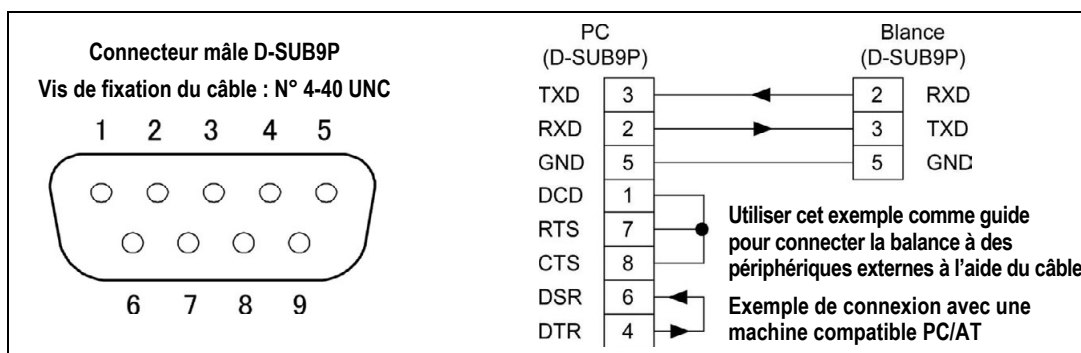 Connecteur mâle D-SUB9P
Vis de fixation du câble : N° 4-40 UNC
1 2 3 4 5
6 7 8 9
PC
(D-SUB9P)
Blance
(D-SUB9P)
TXD 3 2 RXD
RXD 2 3 TXD
GND 5 5 GND
DCD 1
RTS 7
CTS 8
DSR 6
DTR 4
Utiliser cet exemple comme guide
pour connecter la balance à des
périphériques externes à l'aide du câble
Exemple de connexion avec une
machine compatible PC/AT